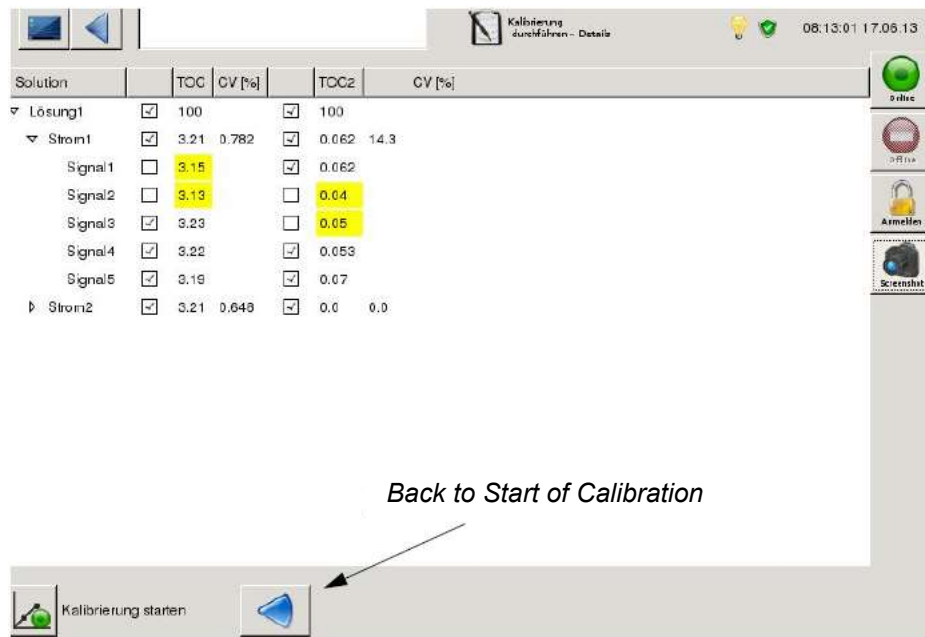 Kalibrierung
durchführen - Details
08:13:01 17.06.13
Solution TOC CV [%] TOC2 CV [%]
Lösung1 100 100
Strom1 3.21 0.782 0.062 14.3
Signal1 3.15 0.062
Signal2 3.13 0.04
Signal3 3.23 0.05
Signal4 3.22 0.053
Signal5 3.19 0.07
Strom2 3.21 0.648 0.0 0.0
Online
Offline
Anmelden
Screenshot
Back to Start of Calibration
Kalibrierung starten